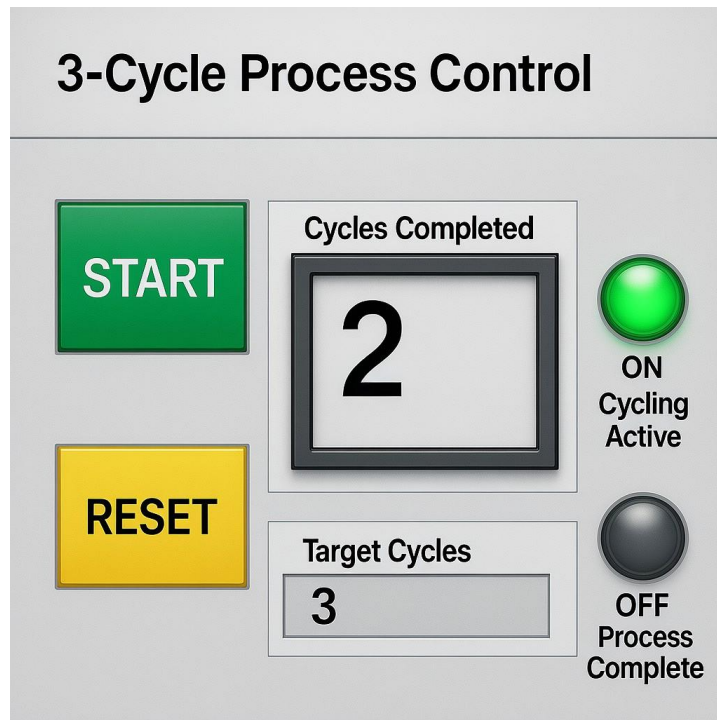 3-Cycle Process Control
START
Cycles Completed
2
ON
Cycling
Active
RESET
Target Cycles
3
OFF
Process
Complete